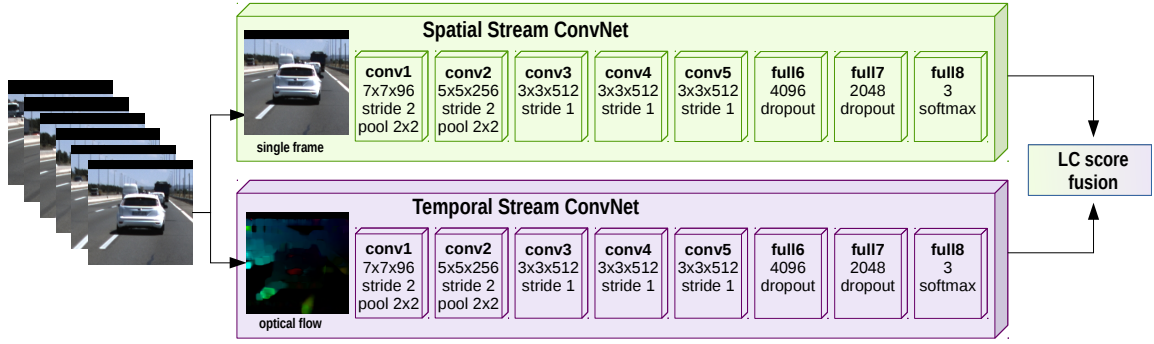 Spatial Stream ConvNet
conv1
7x7x96
stride 2
pool 2x2
conv2
5x5x256
stride 2
pool 2x2
conv3
3x3x512
stride 1
conv4
3x3x512
stride 1
conv5
3x3x512
stride 1
full6
4096
dropout
full7
2048
dropout
full8
3
softmax
single frame
LC score
fusion
Temporal Stream ConvNet
conv1
7x7x96
stride 2
pool 2x2
conv2
5x5x256
stride 2
pool 2x2
conv3
3x3x512
stride 1
conv4
3x3x512
stride 1
conv5
3x3x512
stride 1
full6
4096
dropout
full7
2048
dropout
full8
3
softmax
optical flow